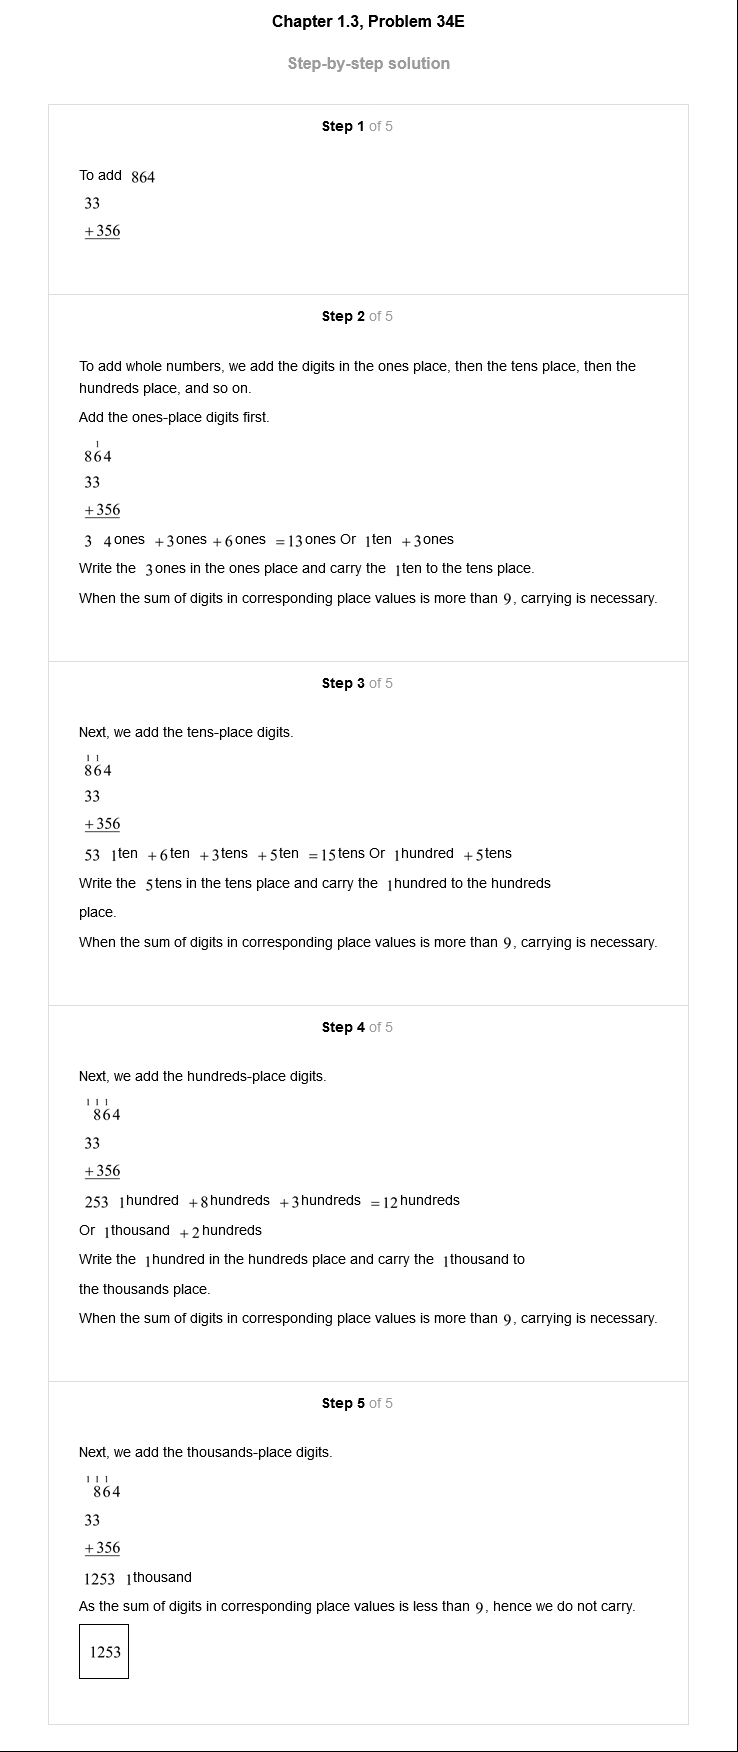 Chapter 1.3, Problem 34E
Step-by-step solution
Step 1 of 5
To add 864
33
+356
Step 2 of 5
To add whole numbers, we add the digits in the ones place, then the tens place, then the
hundreds place, and so on.
Add the ones-place digits first.
1
864
33
+356
3 4 ones +3 ones +6 ones =13 ones Or 1 ten +3 ones
Write the 3 ones in the ones place and carry the 1 ten to the tens place.
When the sum of digits in corresponding place values is more than 9, carrying is necessary.
Step 3 of 5
Next, we add the tens-place digits.
1 1
864
33
+356
53 1 ten +6 ten +3 tens +5 ten =15 tens Or 1 hundred +5 tens
Write the 5 tens in the tens place and carry the 1 hundred to the hundreds
place.
When the sum of digits in corresponding place values is more than 9, carrying is necessary.
Step 4 of 5
Next, we add the hundreds-place digits.
1 1 1
864
33
+356
253 1 hundred +8 hundreds +3 hundreds =12 hundreds
Or 1 thousand +2 hundreds
Write the 1 hundred in the hundreds place and carry the 1 thousand to
the thousands place.
When the sum of digits in corresponding place values is more than 9, carrying is necessary.
Step 5 of 5
Next, we add the thousands-place digits.
1 1 1
864
33
+356
1253 1 thousand
As the sum of digits in corresponding place values is less than 9, hence we do not carry.
1253